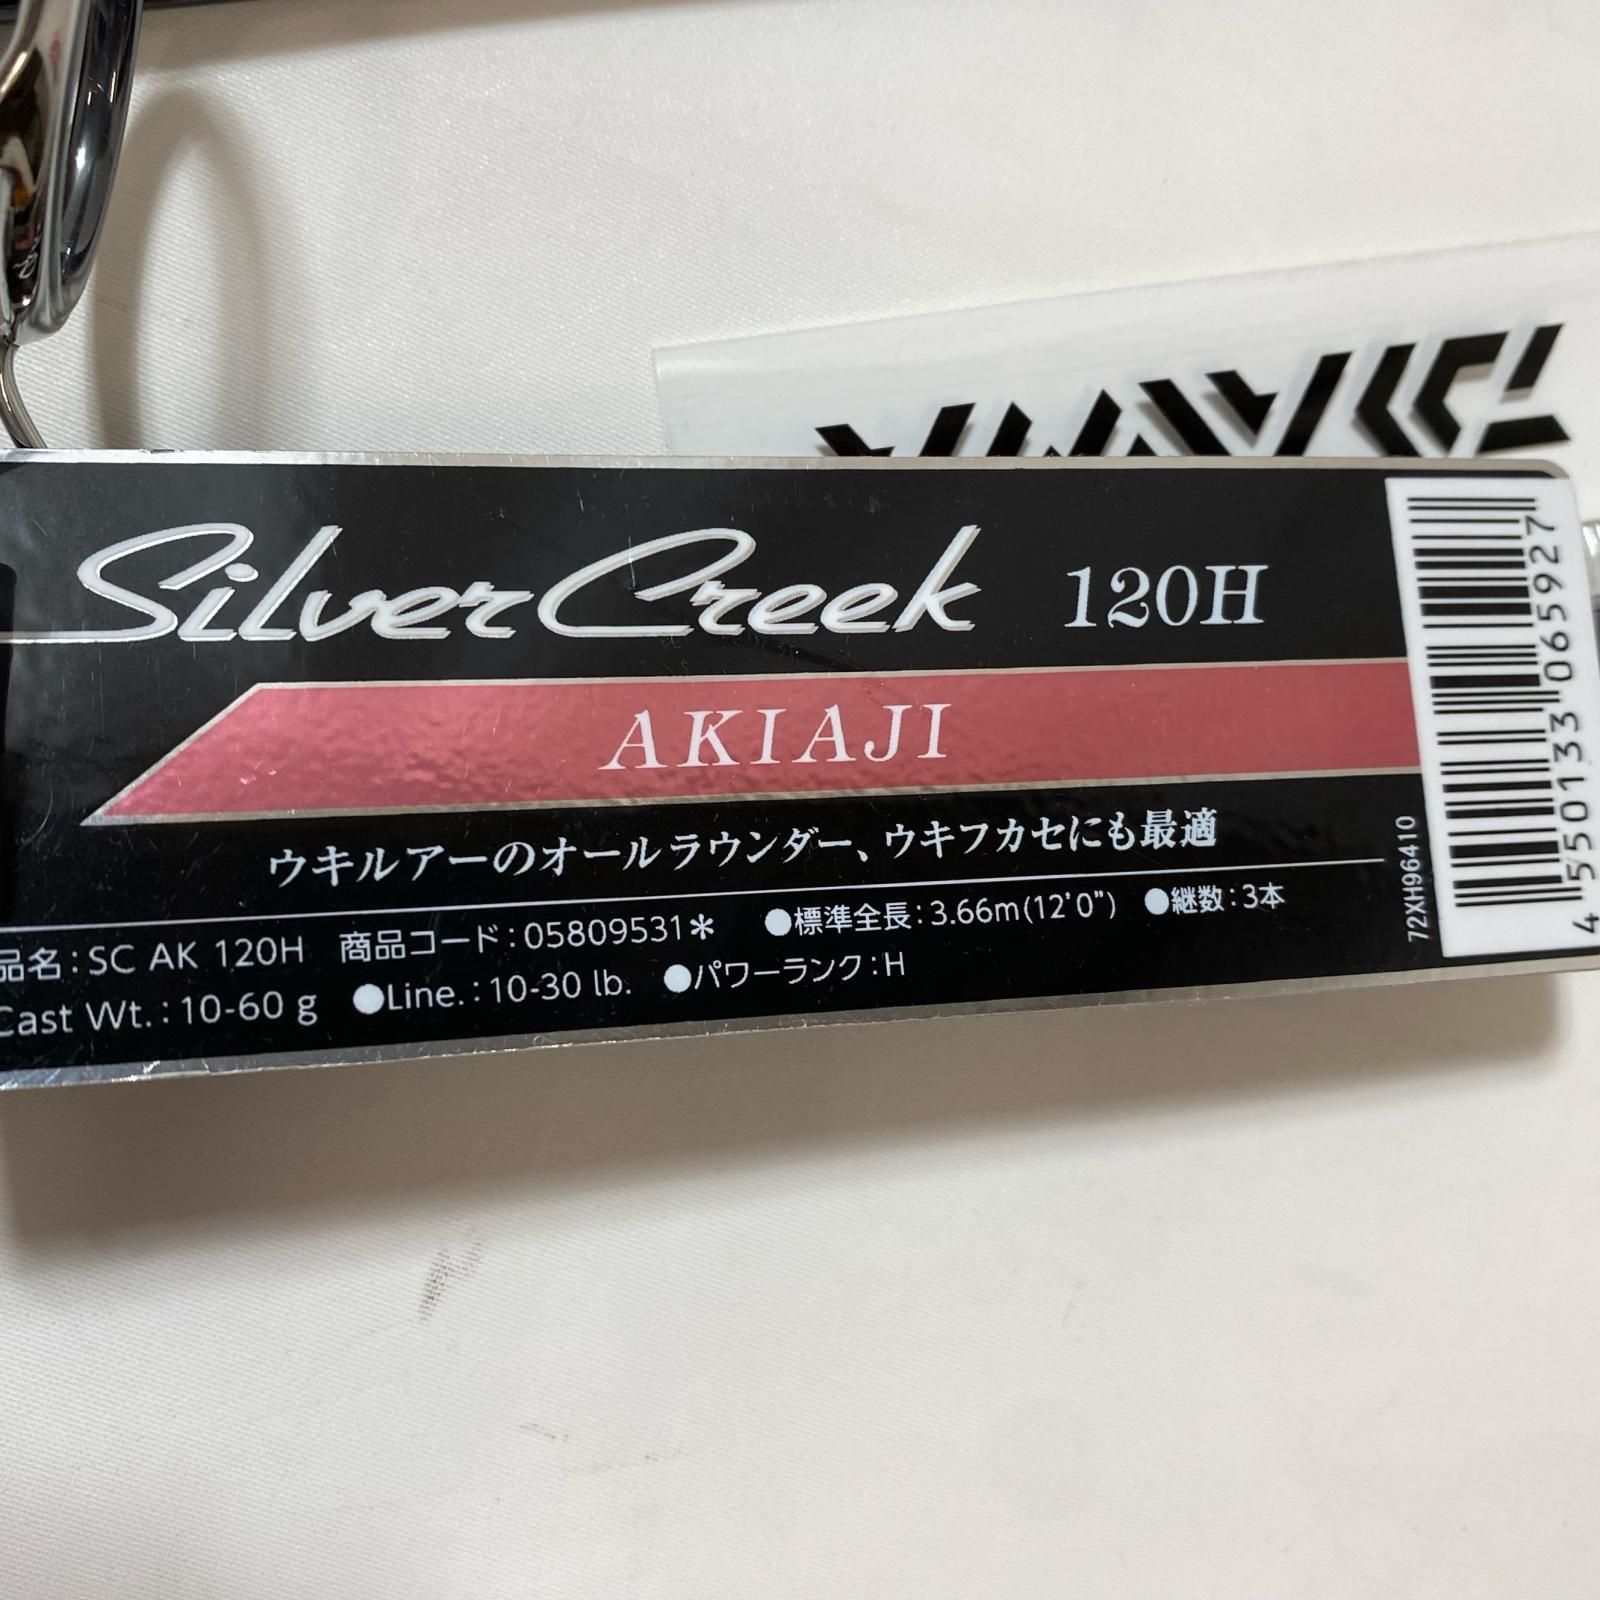 Silver Creek 120H
AKIAJI
ウキルアーのオールラウンダー、ウキフカセにも最適
品名：SC AK 120H 商品コード：05809531＊ ●標準全長：3.66m(12'0") ●継数：3本
Cast Wt.：10-60 g ●Line.：10-30 lb. ●パワーランク：H
72XH96410
4 550133 065927